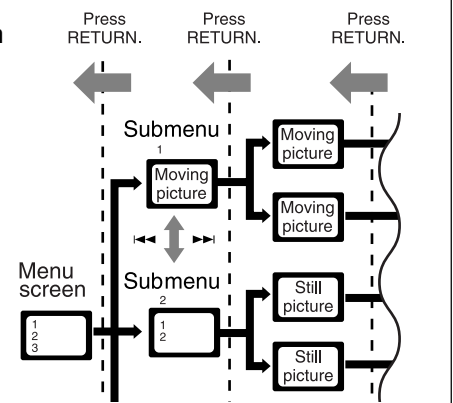 Press
RETURN.
Press
RETURN.
Press
RETURN.
Submenu
1
Moving
picture
Moving
picture
Moving
picture
Menu
screen
1
2
3
Submenu
2
1
2
Still
picture
Still
picture